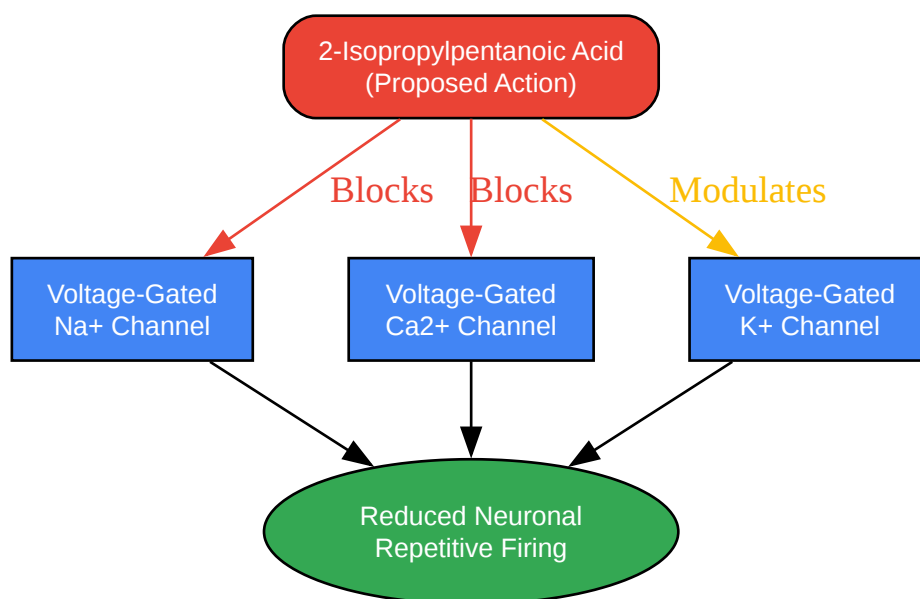 2-Isopropylpentanoic Acid
(Proposed Action)
Blocks
Blocks
Modulates
Voltage-Gated
Na+ Channel
Voltage-Gated
Ca2+ Channel
Voltage-Gated
K+ Channel
Reduced Neuronal
Repetitive Firing